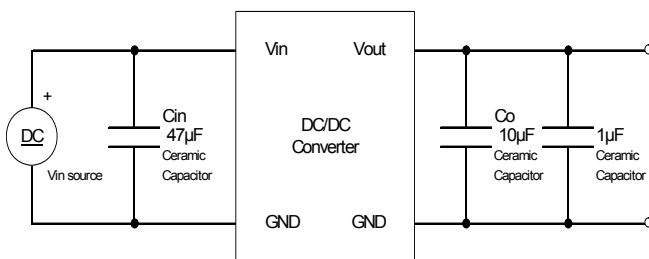 Vin
Vout
+
DC
Vin source
Cin
47µF
Ceramic
Capacitor
DC/DC
Converter
Co
10µF
Ceramic
Capacitor
1µF
Ceramic
Capacitor
GND
GND